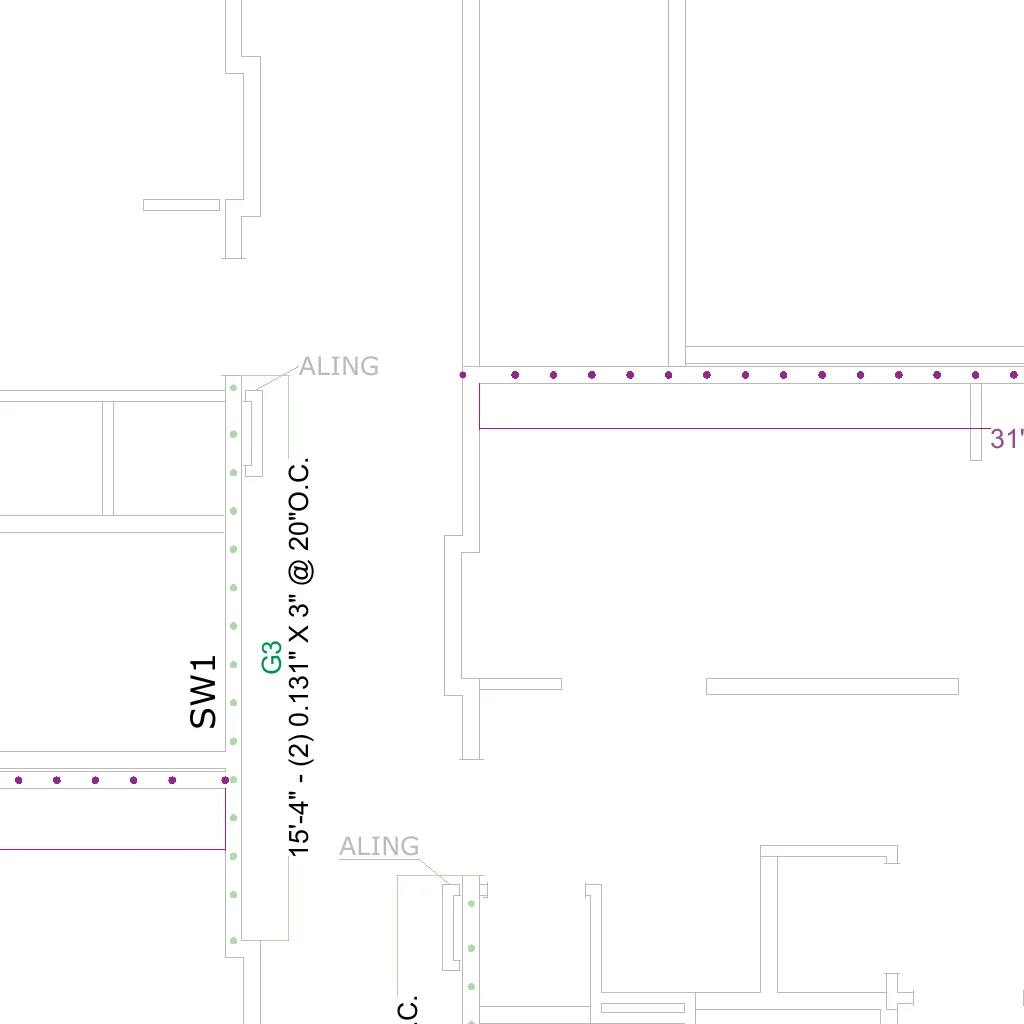 ALING
31'
15'-4" - (2) 0.131" X 3" @ 20"O.C.
G3
SW1
ALING
.C.